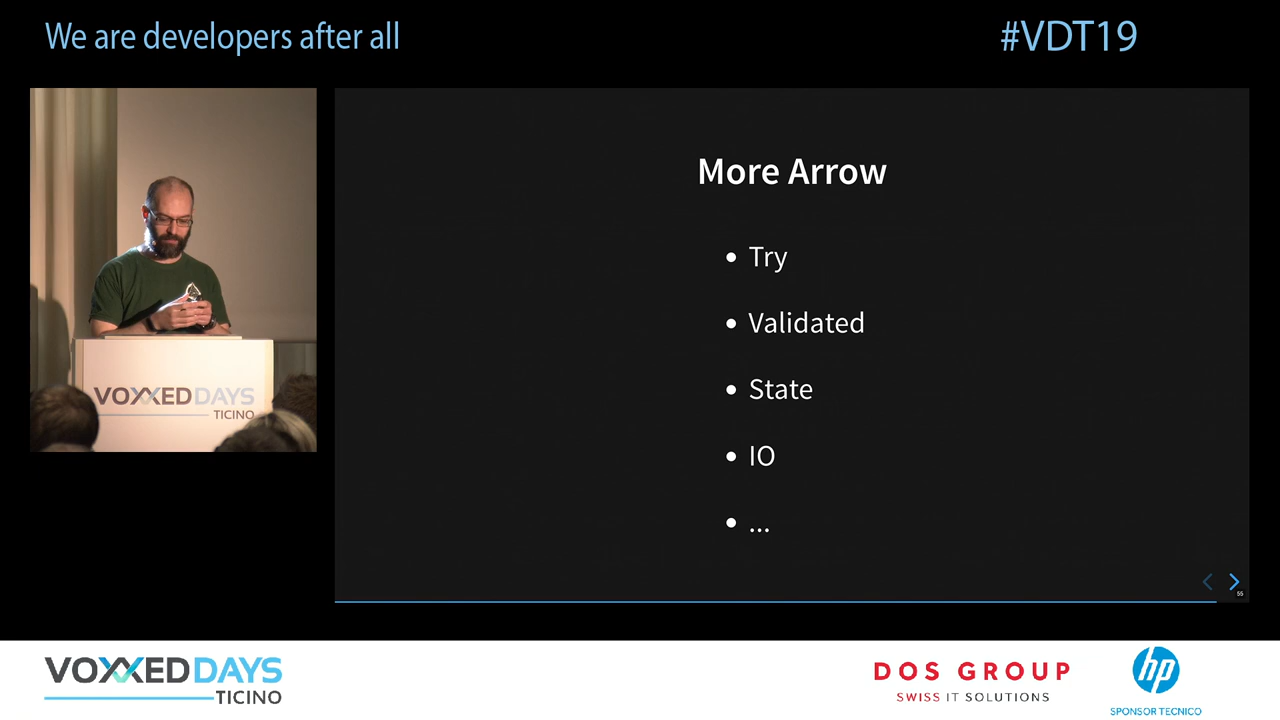 We are developers after all
#VDT19
More Arrow
• Try
• Validated
• State
• IO
• ...
55
VOXXED DAYS
TICINO
VOXXED DAYS
TICINO
DOS GROUP
SWISS IT SOLUTIONS
hp
SPONSOR TECNICO